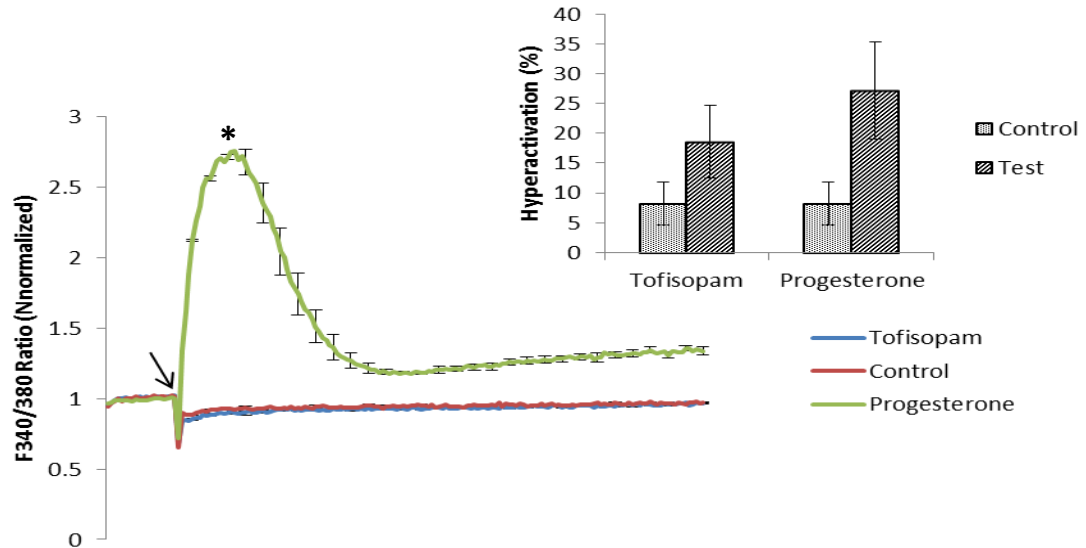 40
35
30
25
20
15
10
5
0
Hyperactivation (%)
Tofisopam Progesterone
Control
Test
3
2.5
2
1.5
1
0.5
0
F340/380 Ratio (Nnormalized)
*
Tofisopam
Control
Progesterone